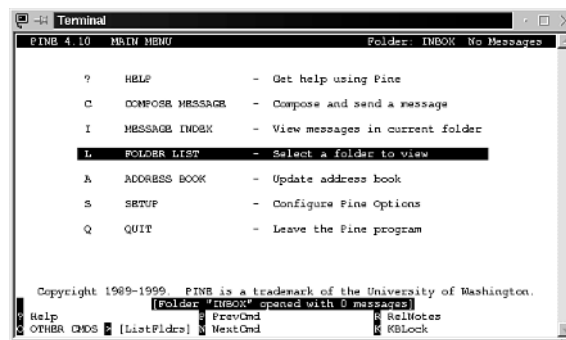 Terminal
PINE 4.10 MAIN MENU Folder: INBOX No Messages
? HELP - Get help using Pine
C COMPOSE MESSAGE - Compose and send a message
I MESSAGE INDEX - View messages in current folder
L FOLDER LIST - Select a folder to view
A ADDRESS BOOK - Update address book
S SETUP - Configure Pine Options
Q QUIT - Leave the Pine program
Copyright 1989-1999. PINE is a trademark of the University of Washington.
[Folder "INBOX" opened with 0 messages]
? Help P PrevCmd R RelNotes
O OTHER CMDS > [ListFldrs] N NextCmd K KBLock